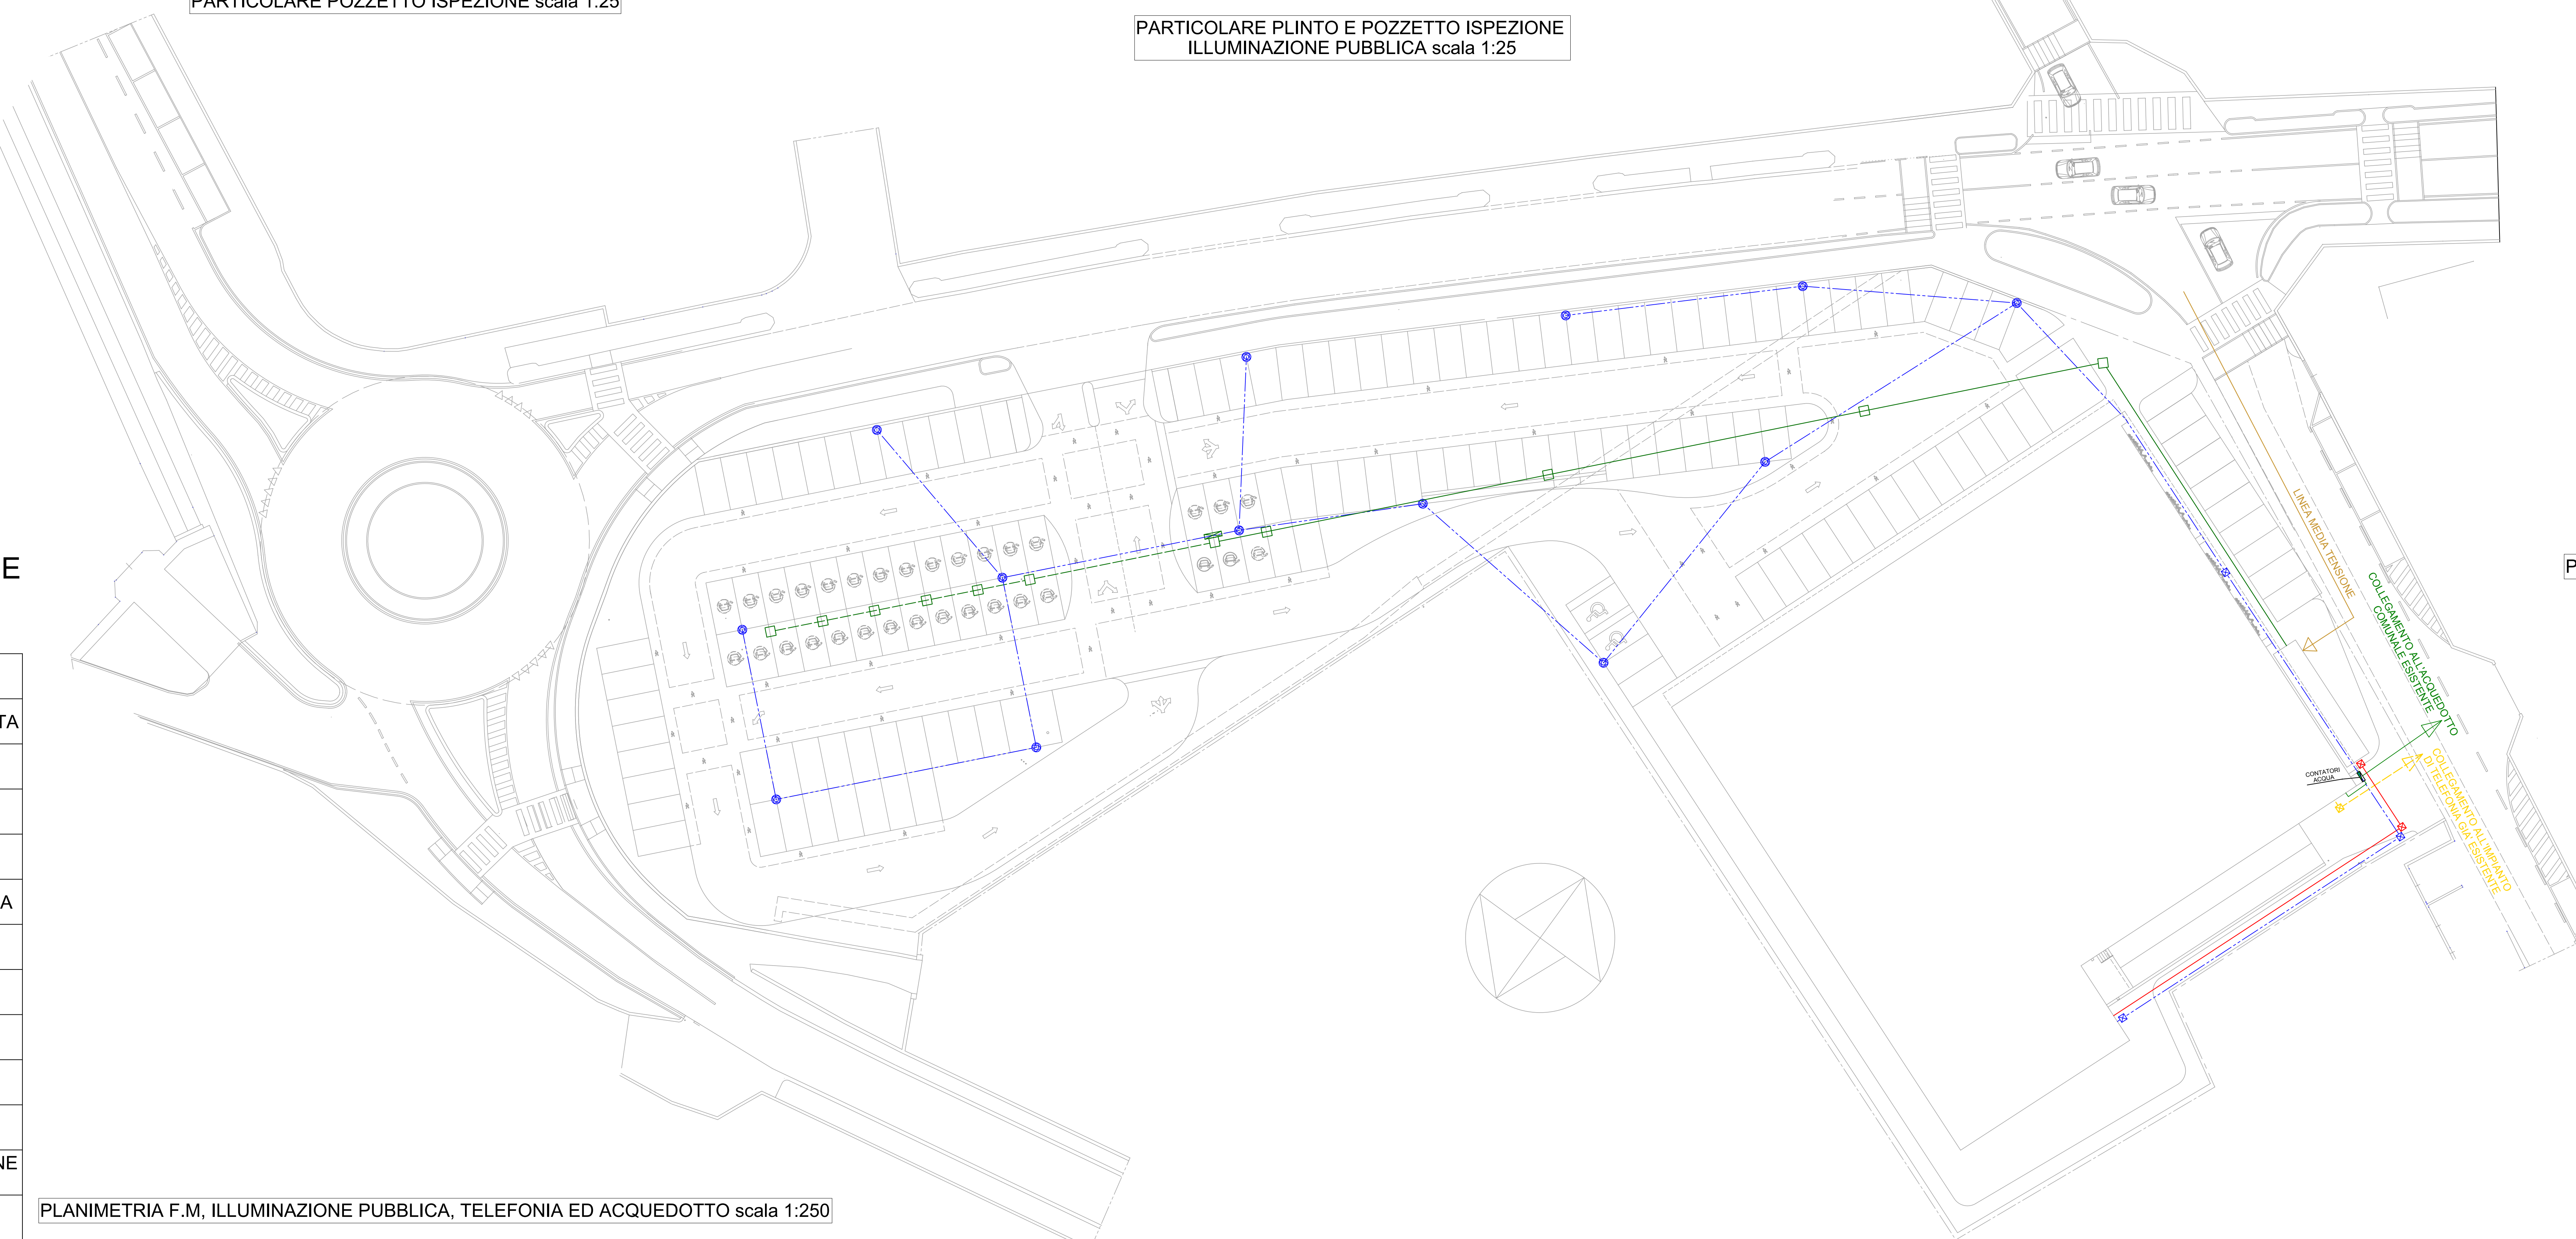 PARTICOLARE POZZETTO ISPEZIONE scala 1:25
PARTICOLARE PLINTO E POZZETTO ISPEZIONE
ILLUMINAZIONE PUBBLICA scala 1:25
E
TA
A
NE
P
LINEA MEDIA TENSIONE
COLLEGAMENTO ALL'ACQUEDOTTO
COMUNALE ESISTENTE
CONTATORI
ACQUA
COLLEGAMENTO ALL'IMPIANTO
DI TELEFONIA GIA' ESISTENTE
PLANIMETRIA F.M, ILLUMINAZIONE PUBBLICA, TELEFONIA ED ACQUEDOTTO scala 1:250